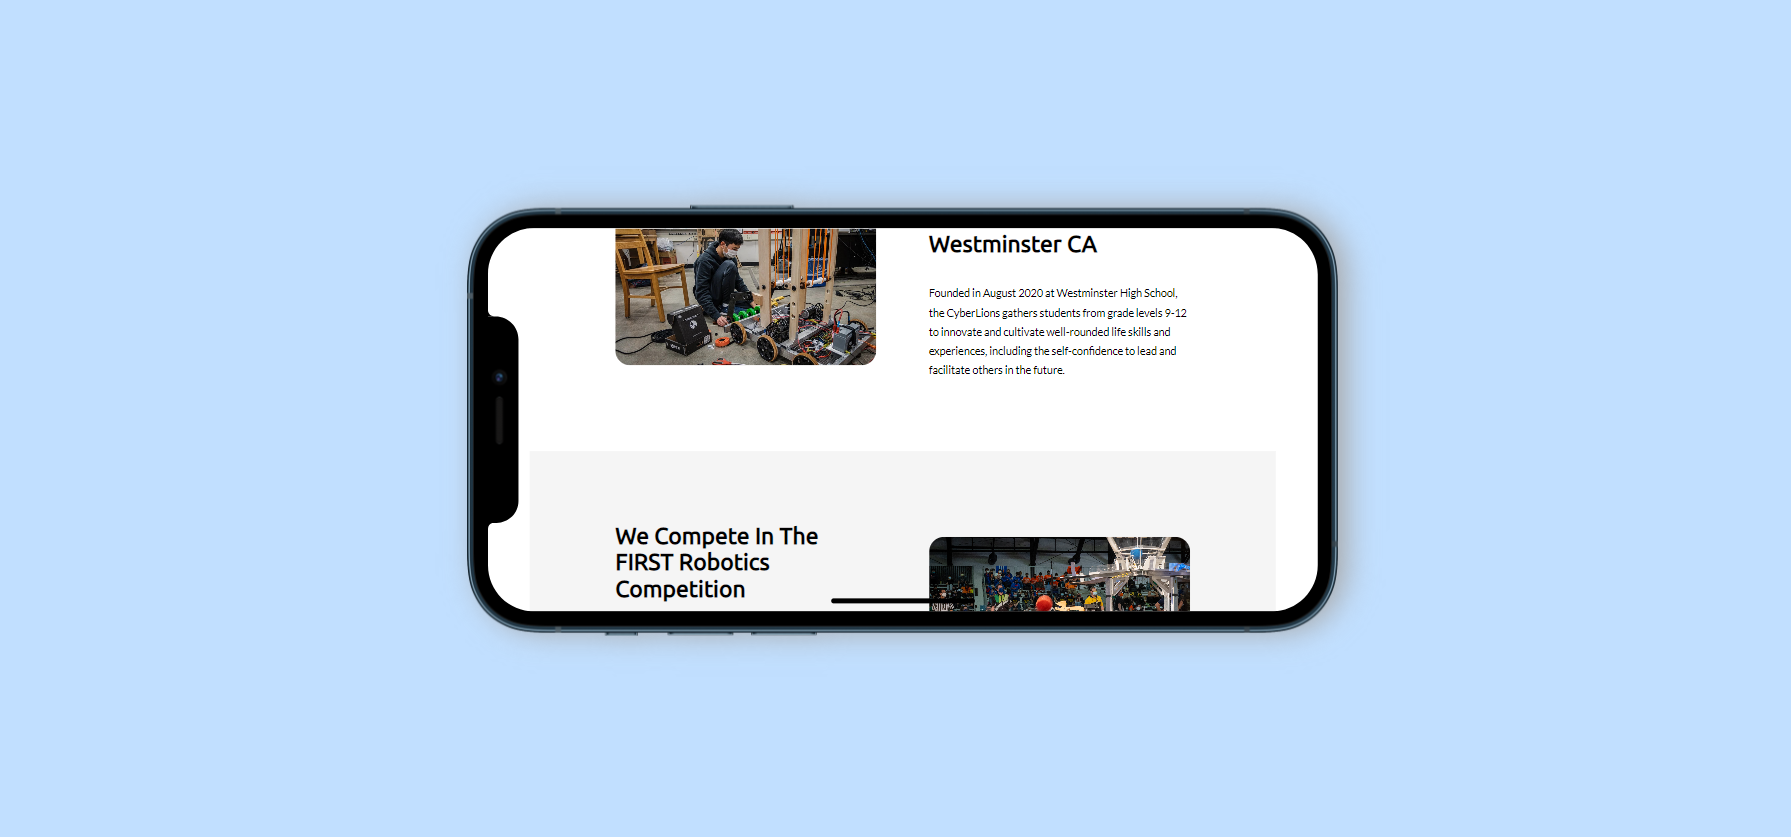 Westminster CA
Founded in August 2020 at Westminster High School,
the CyberLions gathers students from grade levels 9-12
to innovate and cultivate well-rounded life skills and
experiences, including the self-confidence to lead and
facilitate others in the future.
We Compete In The
FIRST Robotics
Competition